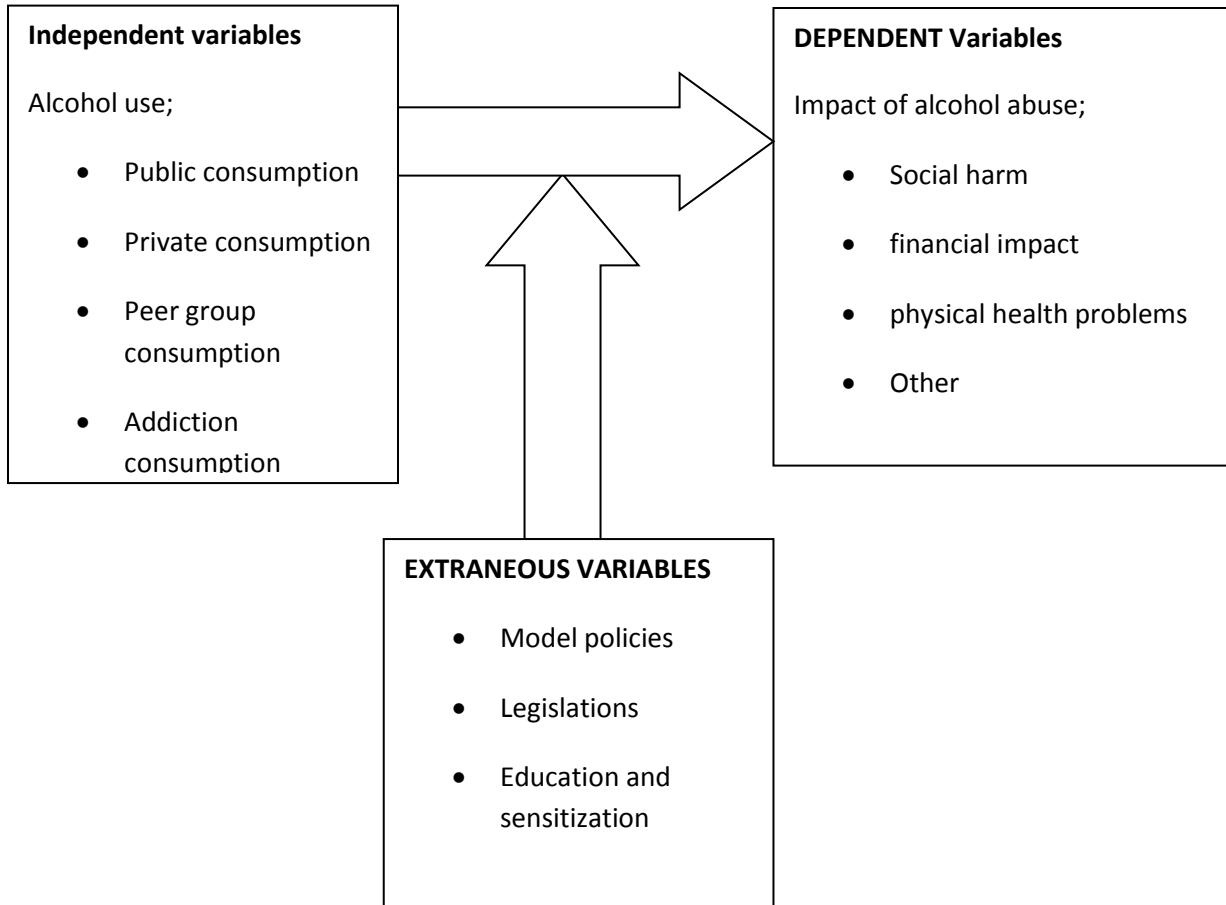 Independent variables
Alcohol use;
• Public consumption
• Private consumption
• Peer group
consumption
• Addiction
consumption
DEPENDENT Variables
Impact of alcohol abuse;
• Social harm
• financial impact
• physical health problems
• Other
EXTRANEOUS VARIABLES
• Model policies
• Legislations
• Education and
sensitization